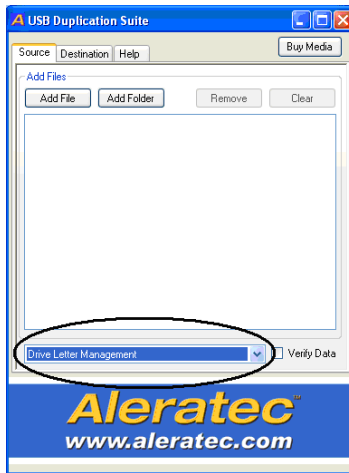 A USB Duplication Suite
Source Destination Help Buy Media
Add Files
Add File Add Folder Remove Clear
Drive Letter Management Verify Data
Aleratec™
www.aleratec.com